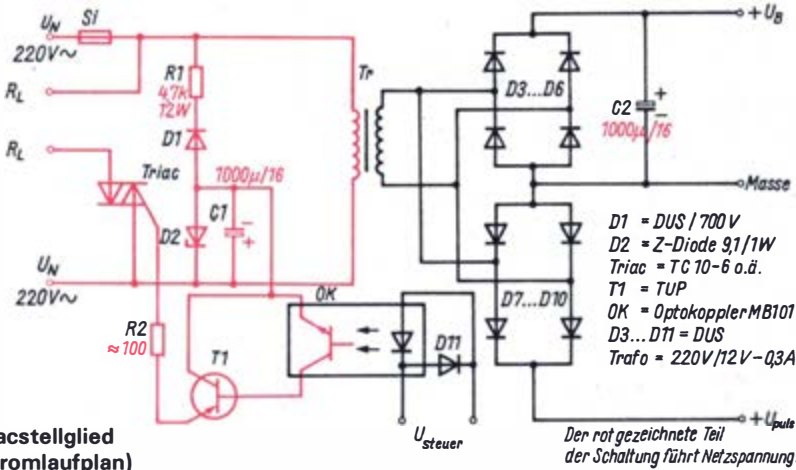 U_N
220V~
Si
R_L
R_L
Triac
U_N
220V~
R1
4,7k
12W
D1
D2
1000µ/16
C1
−
+
R2
≈100
T1
OK
D11
U_steuer
Tr
D3...D6
D7...D10
C2
1000µ/16
+
−
+U_B
Masse
D1 = DUS/700V
D2 = Z-Diode 9,1/1W
Triac = TC 10-6 o.ä.
T1 = TUP
OK = Optokoppler MB101
D3...D11 = DUS
Trafo = 220V/12V-0,3A
+U_puls
Der rot gezeichnete Teil
der Schaltung führt Netzspannung
acstellglied
romlaufplan)